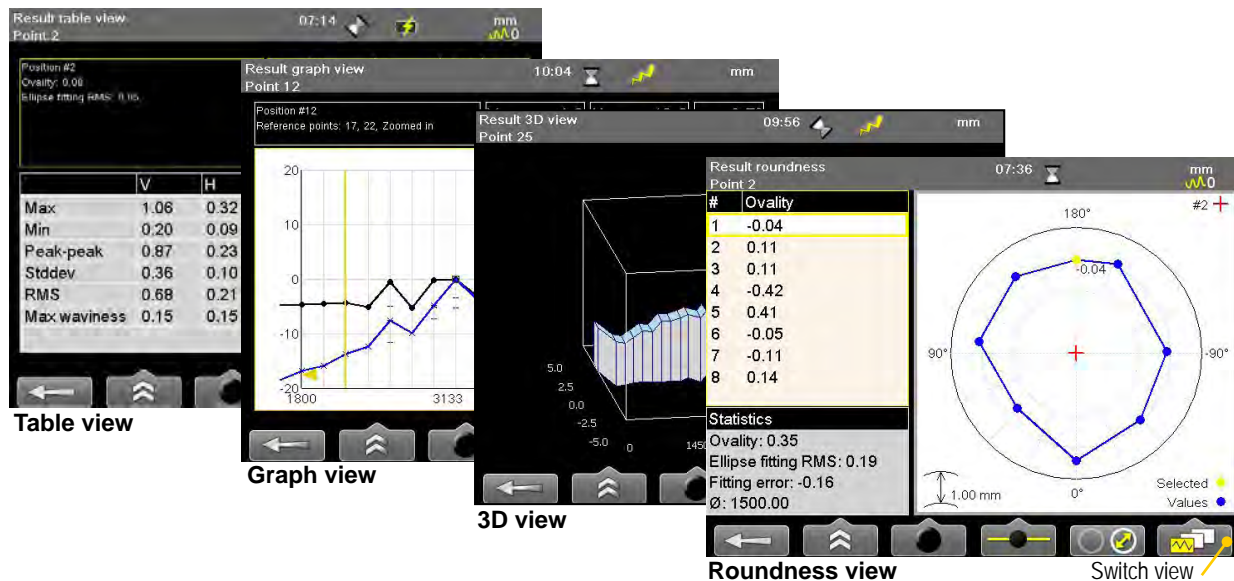 Result table view 07:14 mm
Point 2 0
Position #2
Ovality: 0.08
Ellipse fitting RMS: 0.05
V H
Max 1.06 0.32
Min 0.20 0.09
Peak-peak 0.87 0.23
Stddev 0.36 0.10
RMS 0.68 0.21
Max waviness 0.15 0.15
Table view
Result graph view 10:04 mm
Point 12
Position #12
Reference points: 17, 22, Zoomed in
20
10
0
-10
-20
1800 3133
Graph view
Result 3D view 09:56 mm
Point 25
5.0
2.5
0.0
-2.5
-5.0 0
3D view
Result roundness 07:36 mm
Point 2 0
# Ovality
1 -0.04
2 0.11
3 0.11
4 -0.42
5 0.41
6 -0.05
7 -0.11
8 0.14
Statistics
Ovality: 0.35
Ellipse fitting RMS: 0.19
Fitting error: -0.16
Ø: 1500.00
#2
180°
-0.04
90° -90°
0°
1.00 mm
Selected
Values
Roundness view
Switch view